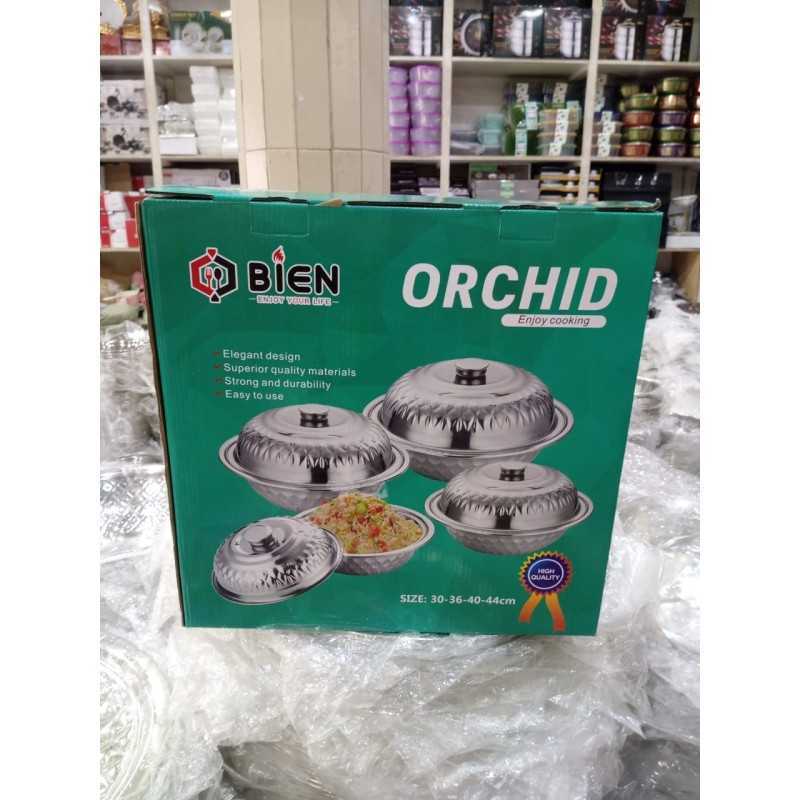 BIEN
ENJOY YOUR LIFE
ORCHID
Enjoy cooking
Elegant design
Superior quality materials
Strong and durability
Easy to use
HIGH
QUALITY
SIZE: 30-36-40-44cm